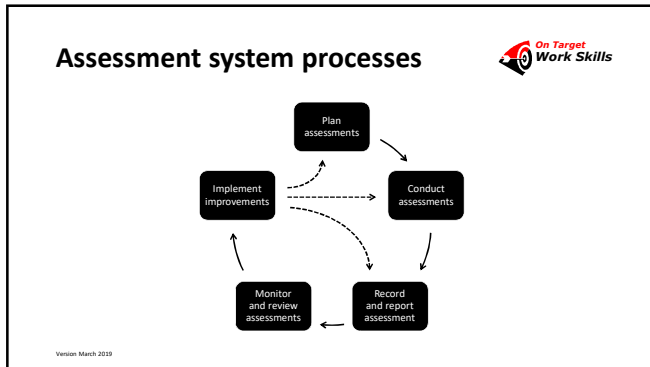 Assessment system processes
On Target
Work Skills
Plan
assessments
Implement
improvements
Conduct
assessments
Monitor
and review
assessments
Record
and report
assessment
Version March 2019